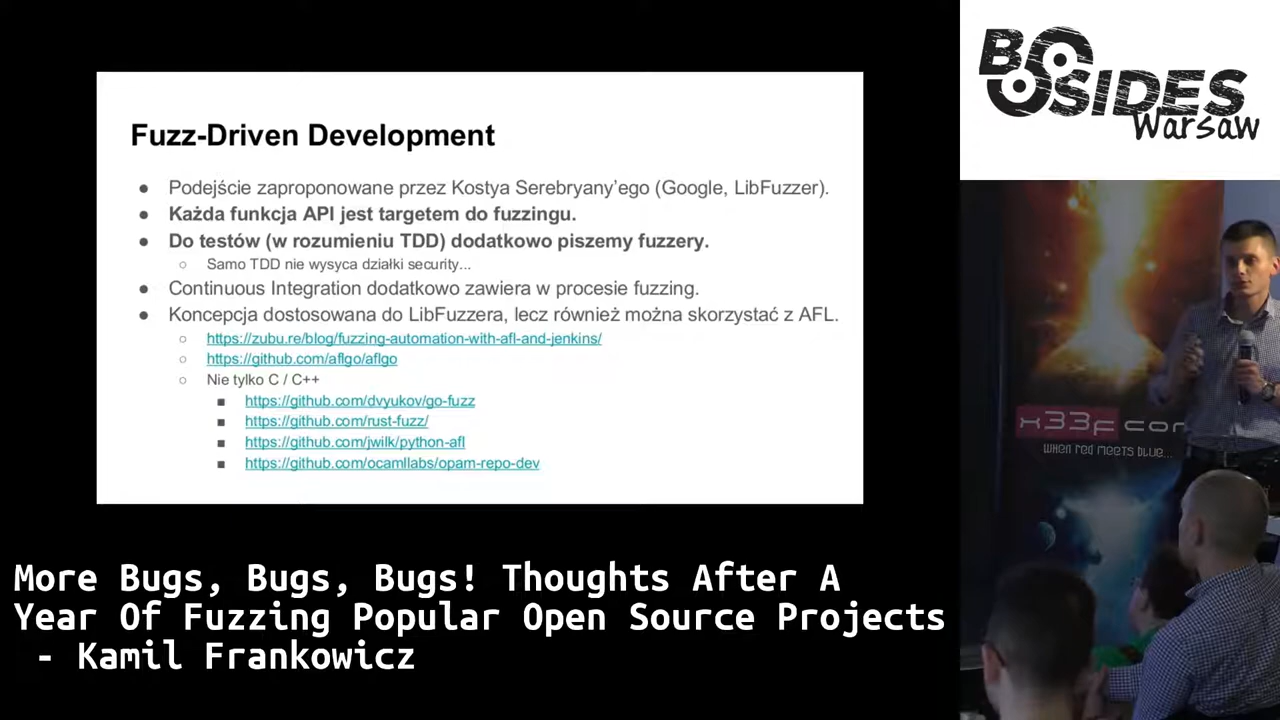 BSIDES
Warsaw
Fuzz-Driven Development
● Podejście zaproponowane przez Kostya Serebryany’ego (Google, LibFuzzer).
● Każda funkcja API jest targetem do fuzzingu.
● Do testów (w rozumieniu TDD) dodatkowo piszemy fuzzery.
○ Samo TDD nie wysyca działki security...
● Continuous Integration dodatkowo zawiera w procesie fuzzing.
● Koncepcja dostosowana do LibFuzzera, lecz również można skorzystać z AFL.
○ https://zubu.re/blog/fuzzing-automation-with-afl-and-jenkins/
○ https://github.com/aflgo/aflgo
○ Nie tylko C / C++
■ https://github.com/dvyukov/go-fuzz
■ https://github.com/rust-fuzz/
■ https://github.com/jwilk/python-afl
■ https://github.com/ocamllabs/opam-repo-dev
x33f con
when red meets blue...
More Bugs, Bugs, Bugs! Thoughts After A
Year Of Fuzzing Popular Open Source Projects
- Kamil Frankowicz